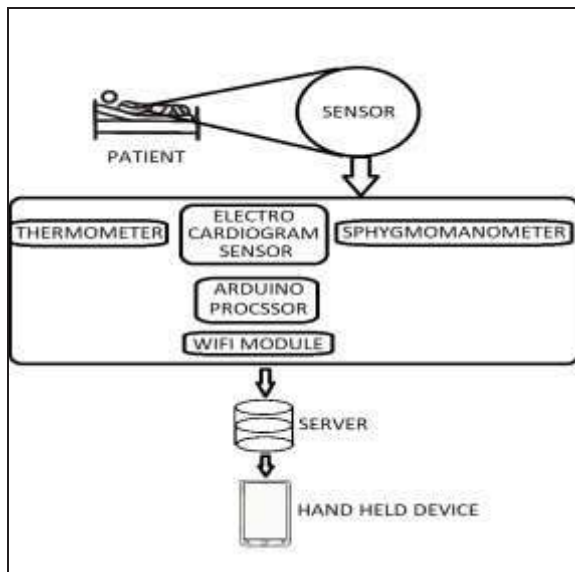 SENSOR
PATIENT
THERMOMETER
ELECTRO
CARDIOGRAM
SENSOR
SPHYGMOMANOMETER
ARDUINO
PROCSSOR
WIFI MODULE
SERVER
HAND HELD DEVICE